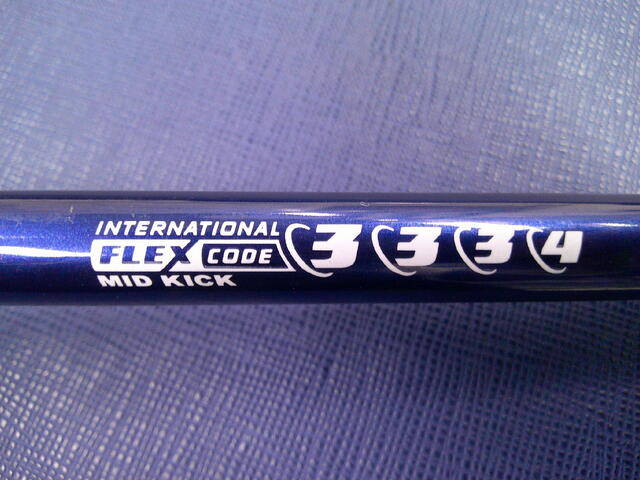 INTERNATIONAL
FLEX CODE 3 3 3 4
MID KICK